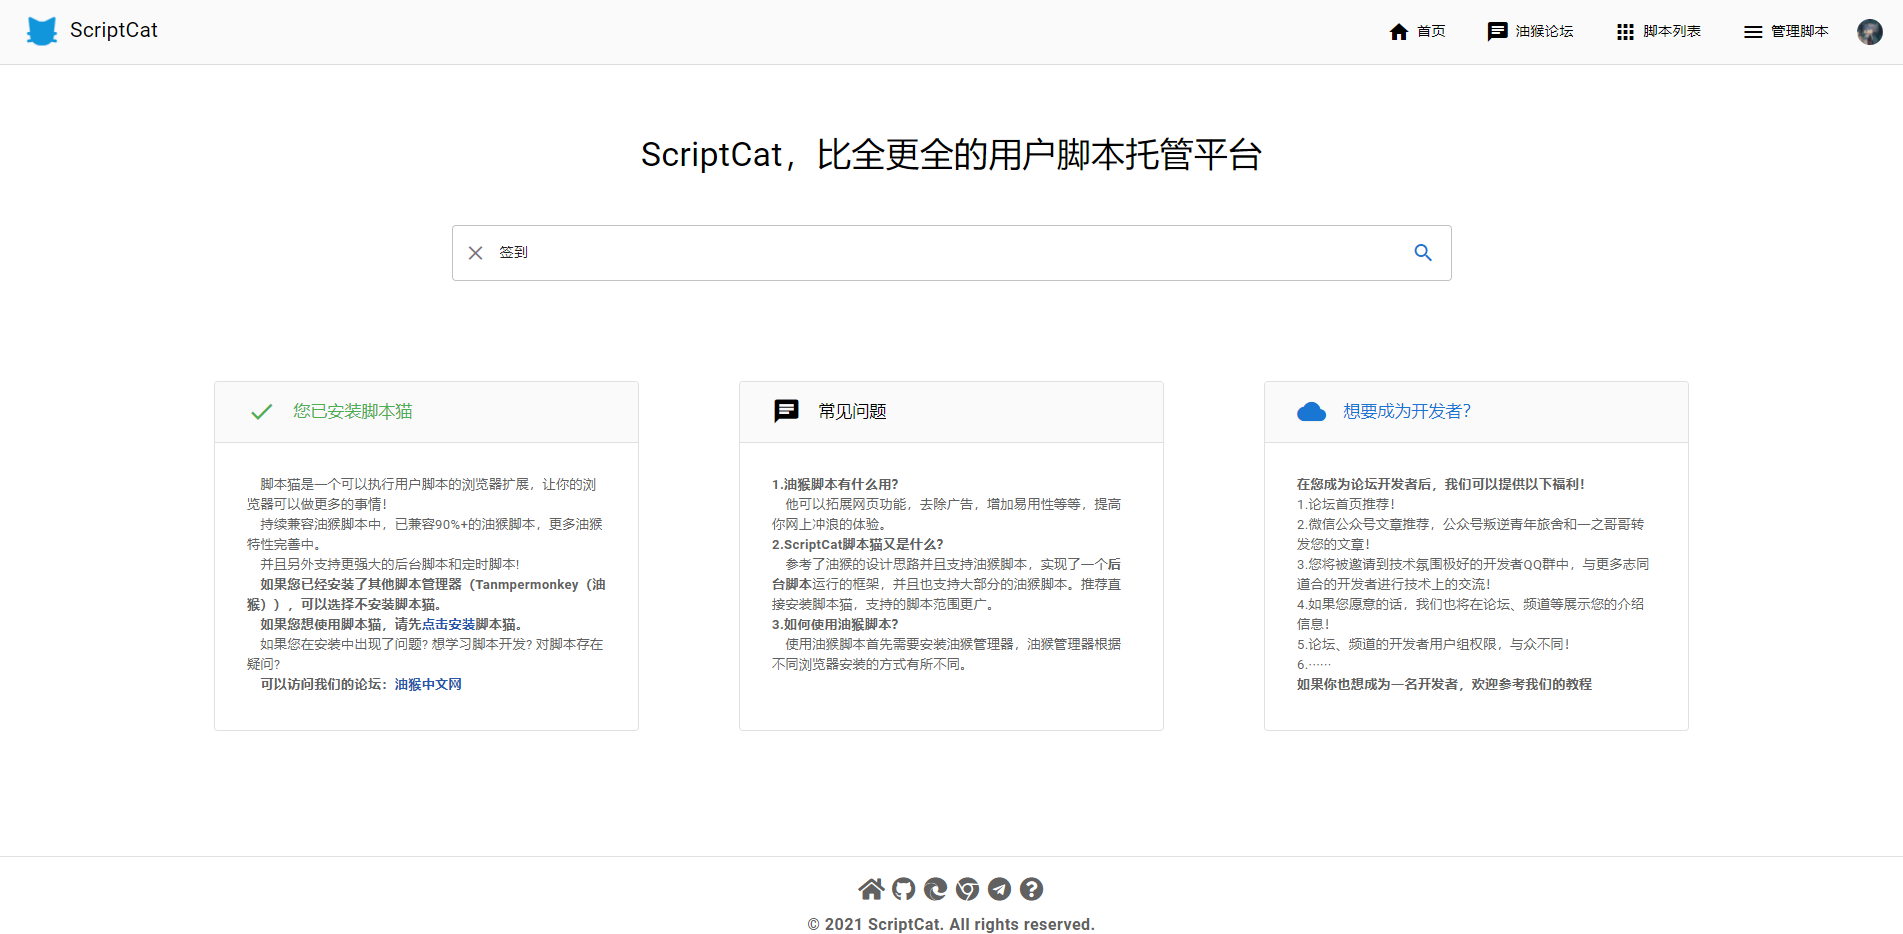 ScriptCat
首页
油猴论坛
脚本列表
管理脚本
ScriptCat，比全更全的用户脚本托管平台
签到
您已安装脚本猫
脚本猫是一个可以执行用户脚本的浏览器扩展，让你的浏
览器可以做更多的事情！
持续兼容油猴脚本中，已兼容90%+的油猴脚本，更多油猴
特性完善中。
并且另外支持更强大的后台脚本和定时脚本!
如果您已经安装了其他脚本管理器（Tanmpermonkey（油
猴）），可以选择不安装脚本猫。
如果您想使用脚本猫，请先点击安装脚本猫。
如果您在安装中出现了问题? 想学习脚本开发? 对脚本存在
疑问?
可以访问我们的论坛：油猴中文网
常见问题
1.油猴脚本有什么用？
他可以拓展网页功能，去除广告，增加易用性等等，提高
你网上冲浪的体验。
2.ScriptCat脚本猫又是什么？
参考了油猴的设计思路并且支持油猴脚本，实现了一个后
台脚本运行的框架，并且也支持大部分的油猴脚本。推荐直
接安装脚本猫，支持的脚本范围更广。
3.如何使用油猴脚本？
使用油猴脚本首先需要安装油猴管理器，油猴管理器根据
不同浏览器安装的方式有所不同。
想要成为开发者？
在您成为论坛开发者后，我们可以提供以下福利！
1.论坛首页推荐！
2.微信公众号文章推荐，公众号叛逆青年旅舍和一之哥哥转
发您的文章！
3.您将被邀请到技术氛围极好的开发者QQ群中，与更多志同
道合的开发者进行技术上的交流！
4.如果您愿意的话，我们也将在论坛、频道等展示您的介绍
信息！
5.论坛、频道的开发者用户组权限，与众不同！
6.……
如果你也想成为一名开发者，欢迎参考我们的教程
© 2021 ScriptCat. All rights reserved.